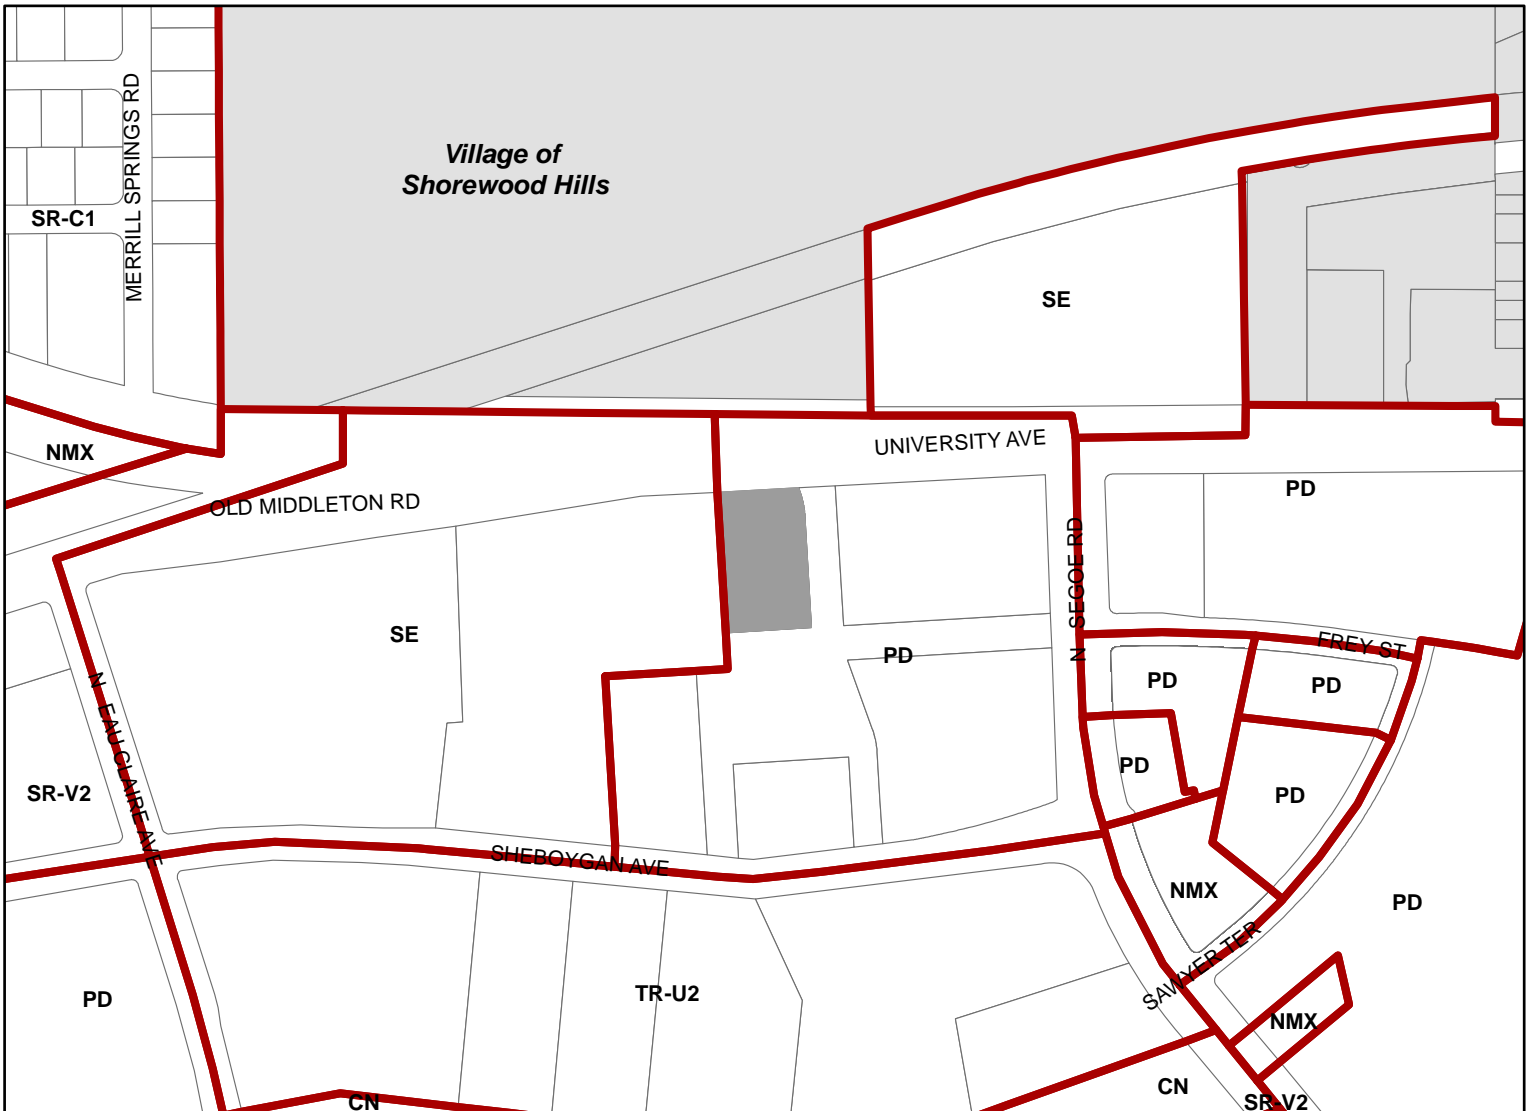 MERRILL SPRINGS RD
Village of
Shorewood Hills
SR-C1
SE
NMX
UNIVERSITY AVE
OLD MIDDLETON RD
PD
N SEGOE RD
SE
PD
FREY ST
PD
PD
N EAU CLAIRE AVE
PD
SR-V2
PD
SHEBOYGAN AVE
NMX
PD
SAWYER TER
PD
TR-U2
NMX
CN
CN
SR-V2